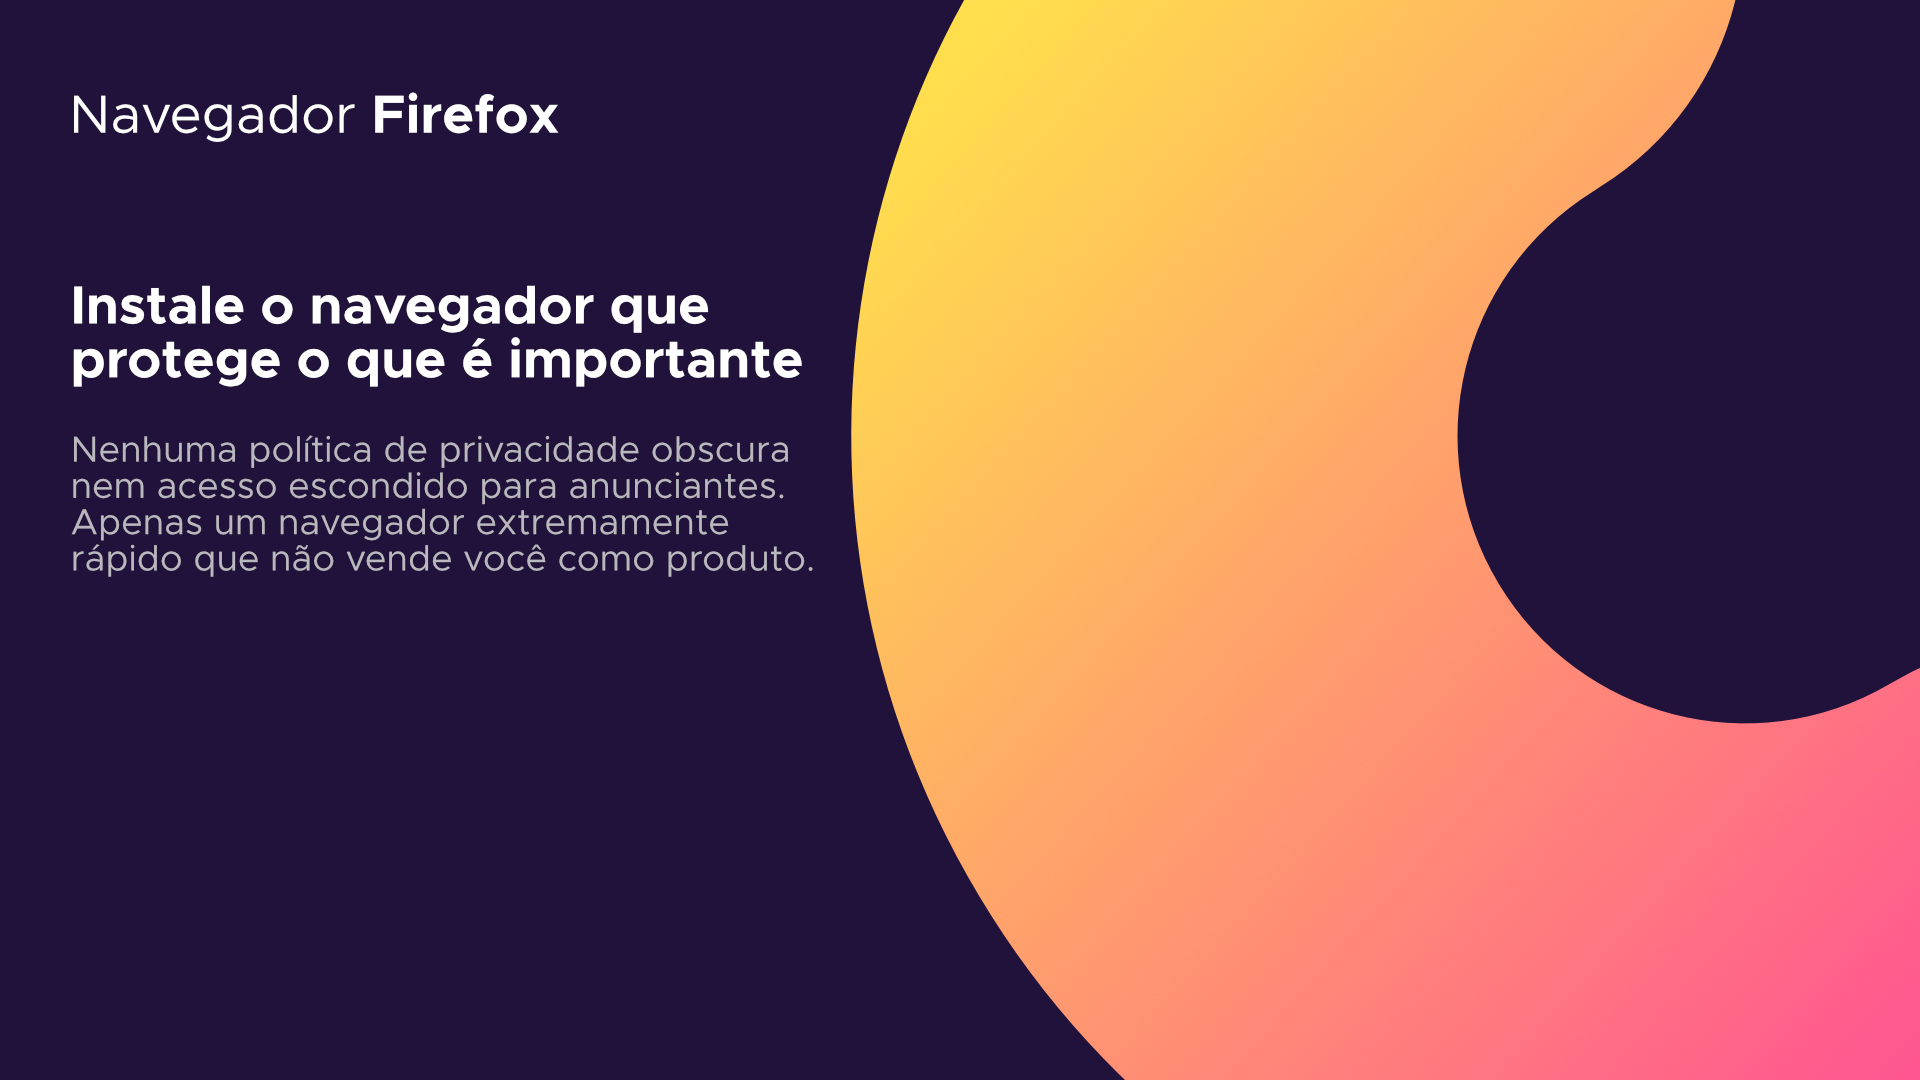 Navegador Firefox
Instale o navegador que
protege o que é importante
Nenhuma política de privacidade obscura
nem acesso escondido para anunciantes.
Apenas um navegador extremamente
rápido que não vende você como produto.